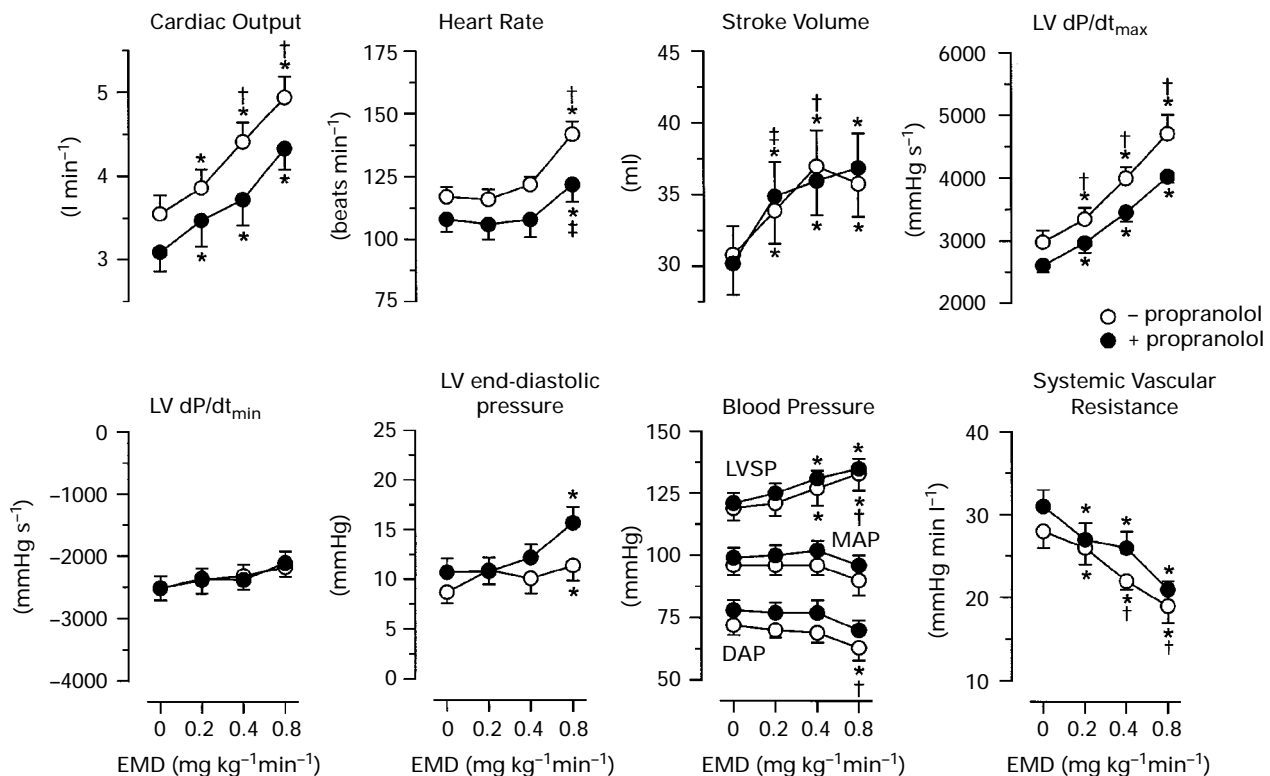 Cardiac Output
(l min⁻¹)
5
4
3
†
*
†
*
*
*
*
*
Heart Rate
(beats min⁻¹)
175
150
125
100
75
†
*
*
‡
Stroke Volume
(ml)
45
40
35
30
†
*
*
‡
*
*
*
*
LV dP/dtmax
(mmHg s⁻¹)
6000
5000
4000
3000
2000
†
*
†
*
†
*
*
*
*
– propranolol
+ propranolol
LV dP/dtmin
(mmHg s⁻¹)
0
−1000
−2000
−3000
−4000
0 0.2 0.4 0.8
EMD (mg kg⁻¹min⁻¹)
LV end-diastolic
pressure
(mmHg)
25
20
15
10
5
0
*
*
0 0.2 0.4 0.8
EMD (mg kg⁻¹min⁻¹)
Blood Pressure
(mmHg)
150
125
100
75
50
LVSP
* *
* *
†
MAP
DAP
*
†
0 0.2 0.4 0.8
EMD (mg kg⁻¹min⁻¹)
Systemic Vascular
Resistance
(mmHg min l⁻¹)
40
30
20
10
* *
*
*
*
†
*
†
0 0.2 0.4 0.8
EMD (mg kg⁻¹min⁻¹)